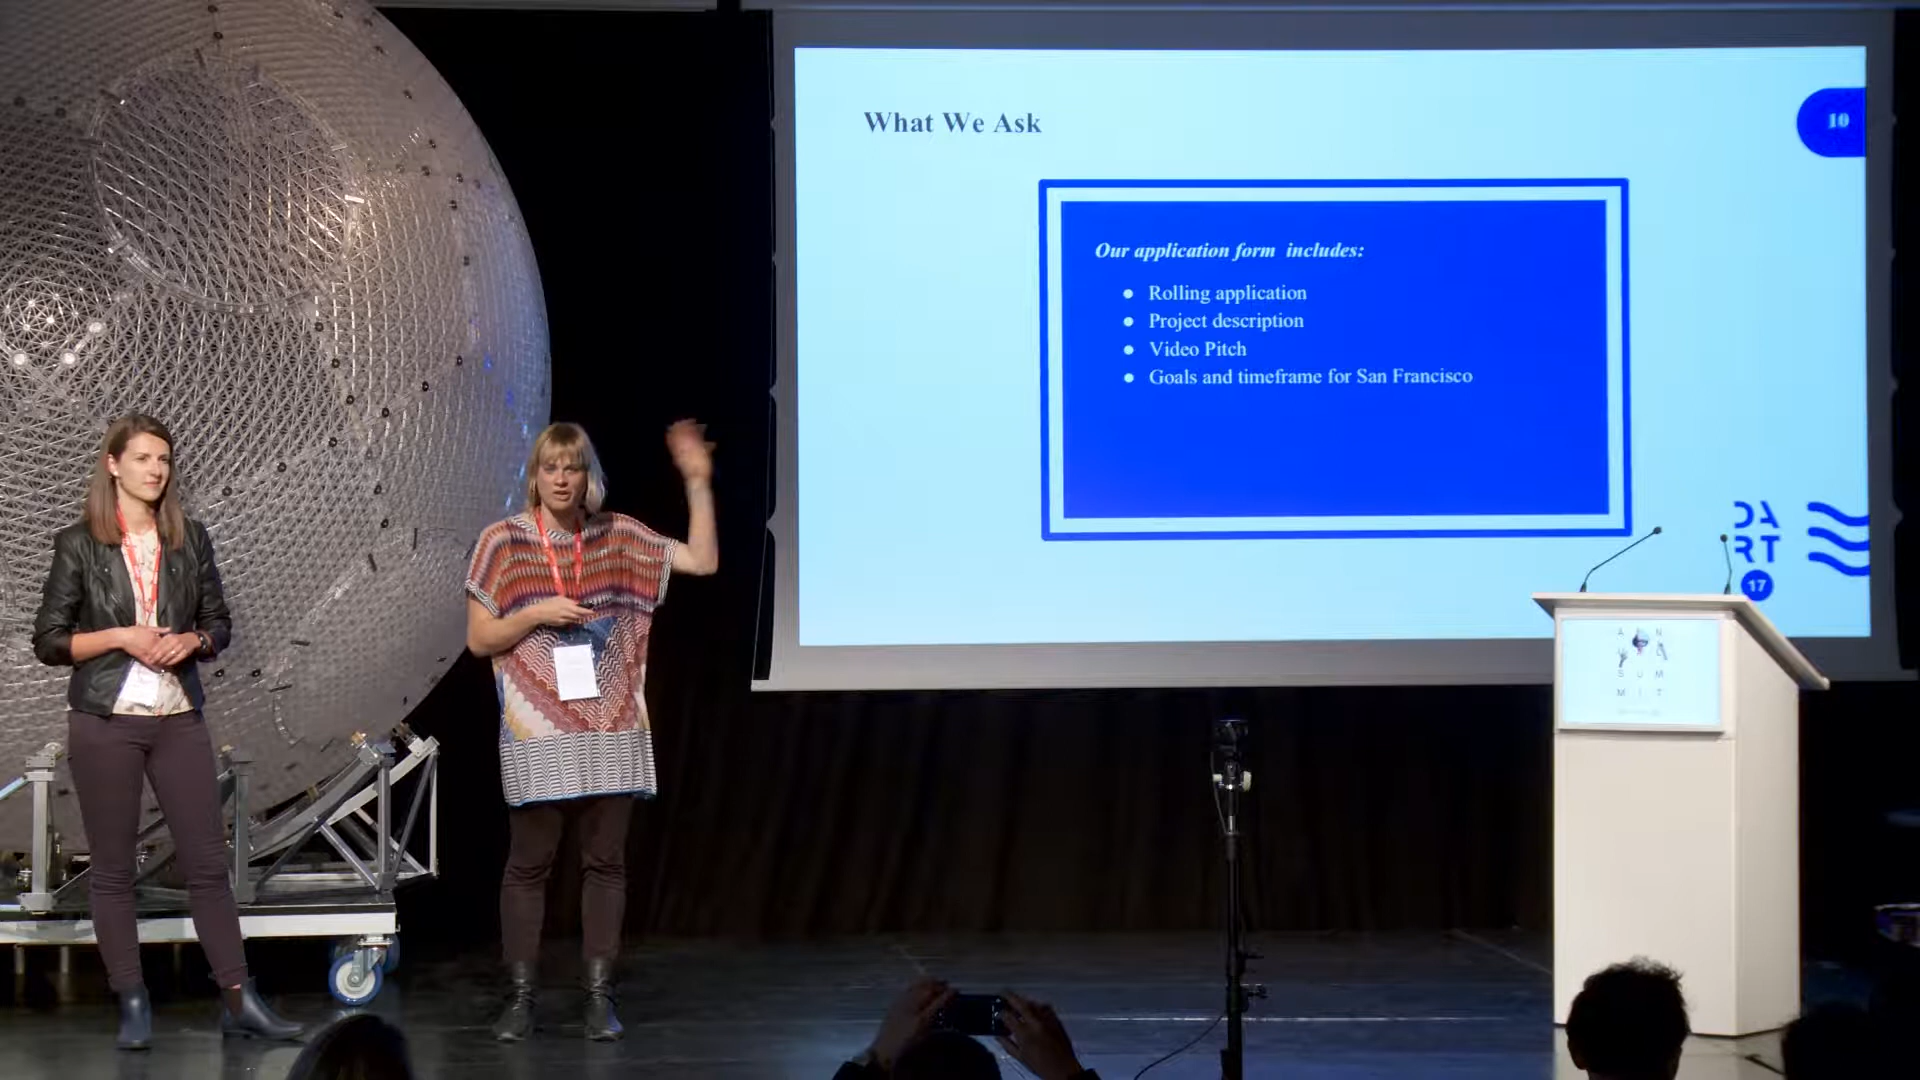 What We Ask
10
Our application form includes:
Rolling application
Project description
Video Pitch
Goals and timeframe for San Francisco
DA
RT
17
A N N
U L
S U M
M I T